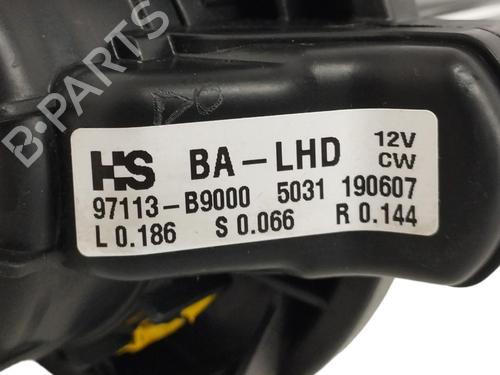 B-PARTS
HS BA-LHD 12V
CW
97113-B9000 5031 190607
L 0.186 S 0.066 R 0.144